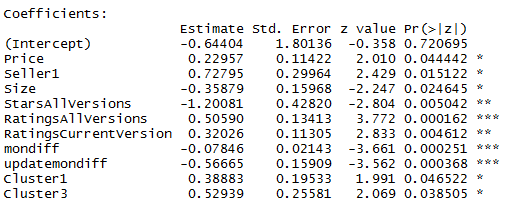 Coefficients:
Estimate Std. Error z value Pr(>|z|)
(Intercept) -0.64404 1.80136 -0.358 0.720695
Price 0.22957 0.11422 2.010 0.044442 *
Seller1 0.72795 0.29964 2.429 0.015122 *
Size -0.35879 0.15968 -2.247 0.024645 *
StarsAllVersions -1.20081 0.42820 -2.804 0.005042 **
RatingsAllVersions 0.50590 0.13413 3.772 0.000162 ***
RatingsCurrentVersion 0.32026 0.11305 2.833 0.004612 **
mondiff -0.07846 0.02143 -3.661 0.000251 ***
updatemondiff -0.56665 0.15909 -3.562 0.000368 ***
Cluster1 0.38883 0.19533 1.991 0.046522 *
Cluster3 0.52939 0.25581 2.069 0.038505 *